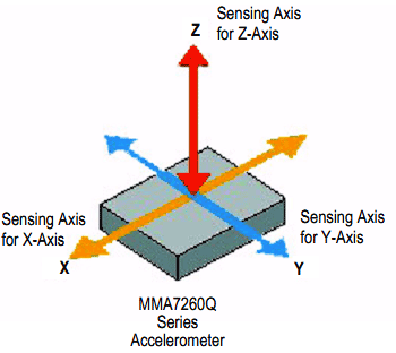 Sensing Axis
for Z-Axis
Z
Sensing Axis
for X-Axis
X
Sensing Axis
for Y-Axis
Y
MMA7260Q
Series
Accelerometer